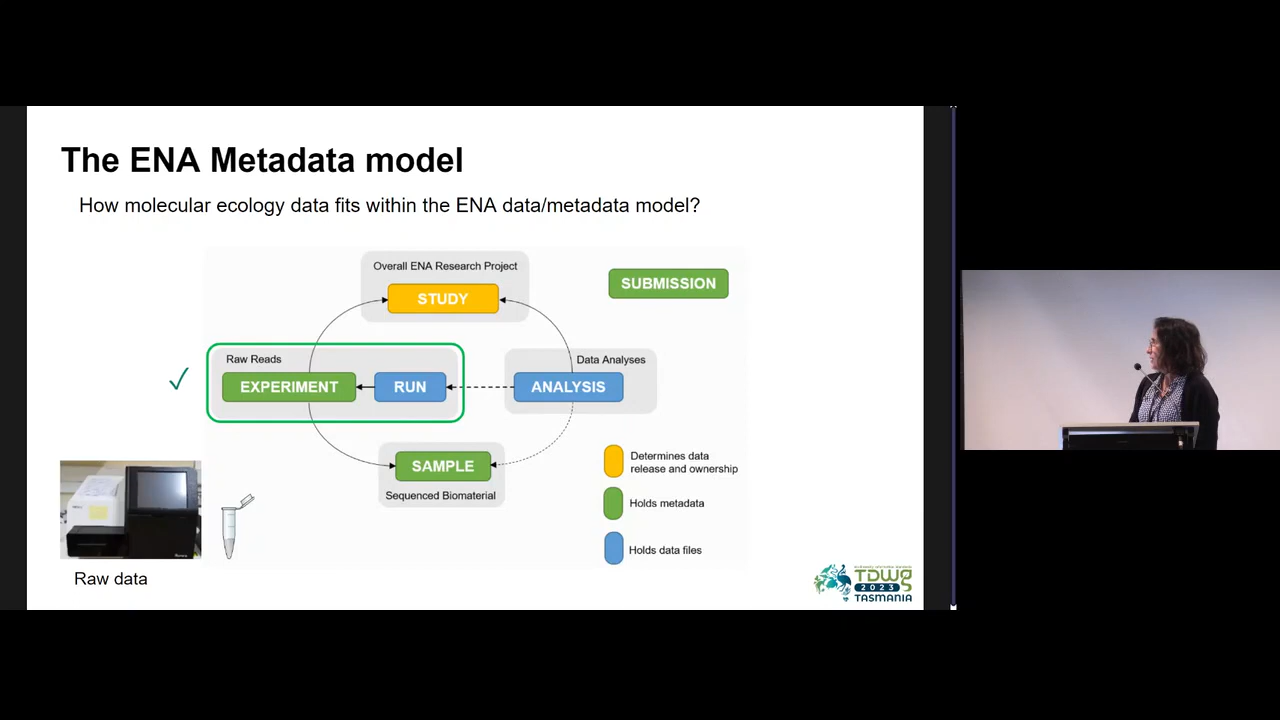 The ENA Metadata model
How molecular ecology data fits within the ENA data/metadata model?
Overall ENA Research Project
STUDY
SUBMISSION
Raw Reads
EXPERIMENT
RUN
Data Analyses
ANALYSIS
SAMPLE
Sequenced Biomaterial
Determines data
release and ownership
Holds metadata
Holds data files
Raw data
TDWG
2023
TASMANIA